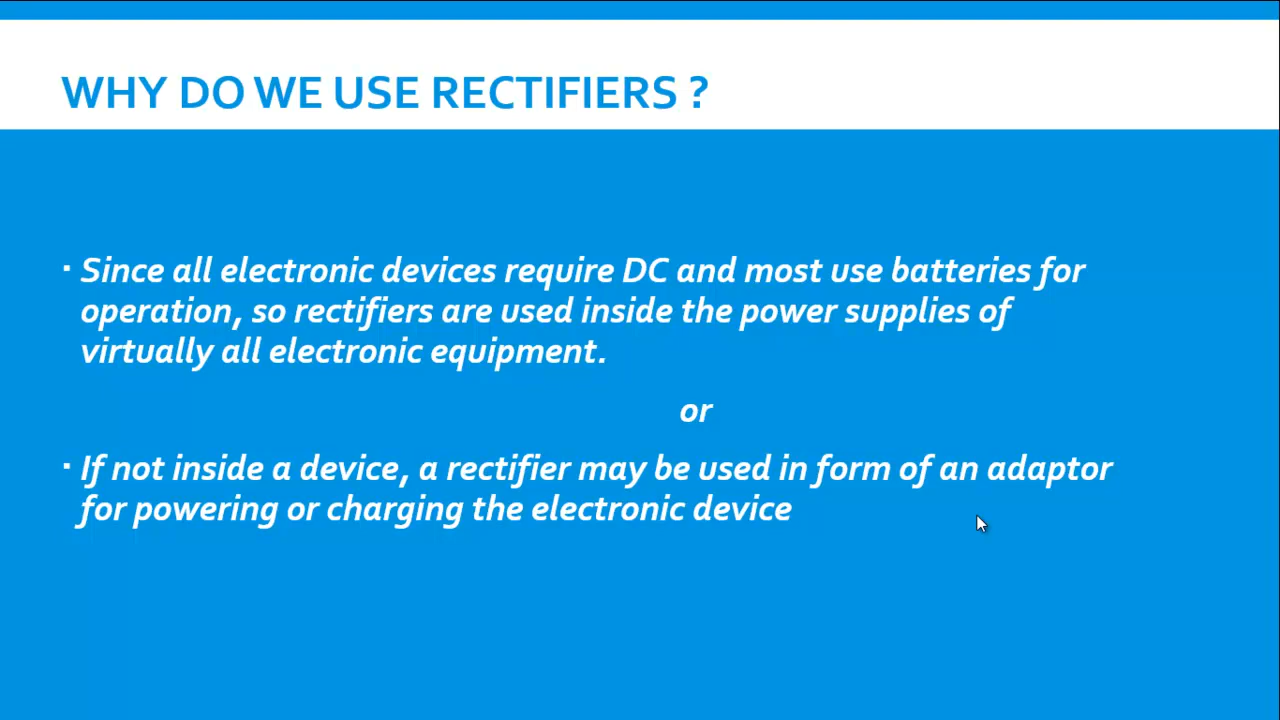 WHY DO WE USE RECTIFIERS ?
▪ Since all electronic devices require DC and most use batteries for
operation, so rectifiers are used inside the power supplies of
virtually all electronic equipment.
or
▪ If not inside a device, a rectifier may be used in form of an adaptor
for powering or charging the electronic device